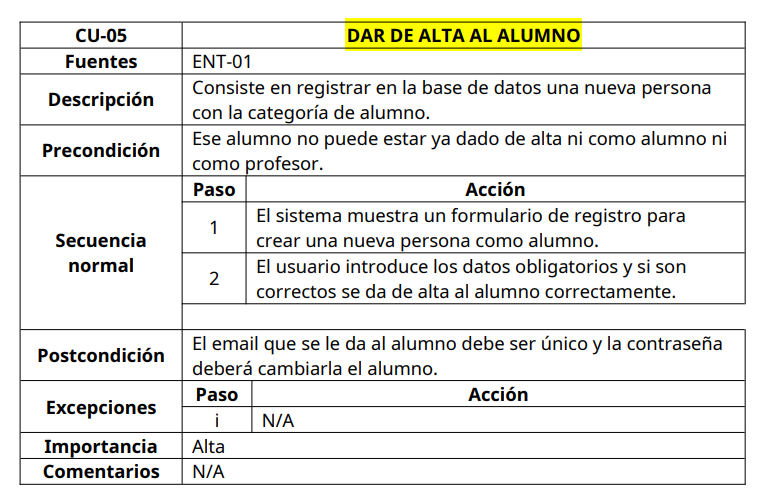 CU-05 DAR DE ALTA AL ALUMNO
Fuentes ENT-01
Descripción Consiste en registrar en la base de datos una nueva persona
con la categoría de alumno.
Precondición Ese alumno no puede estar ya dado de alta ni como alumno ni
como profesor.
Secuencia normal
Paso Acción
1 El sistema muestra un formulario de registro para
crear una nueva persona como alumno.
2 El usuario introduce los datos obligatorios y si son
correctos se da de alta al alumno correctamente.
Postcondición El email que se le da al alumno debe ser único y la contraseña
deberá cambiarla el alumno.
Excepciones
Paso Acción
i N/A
Importancia Alta
Comentarios N/A